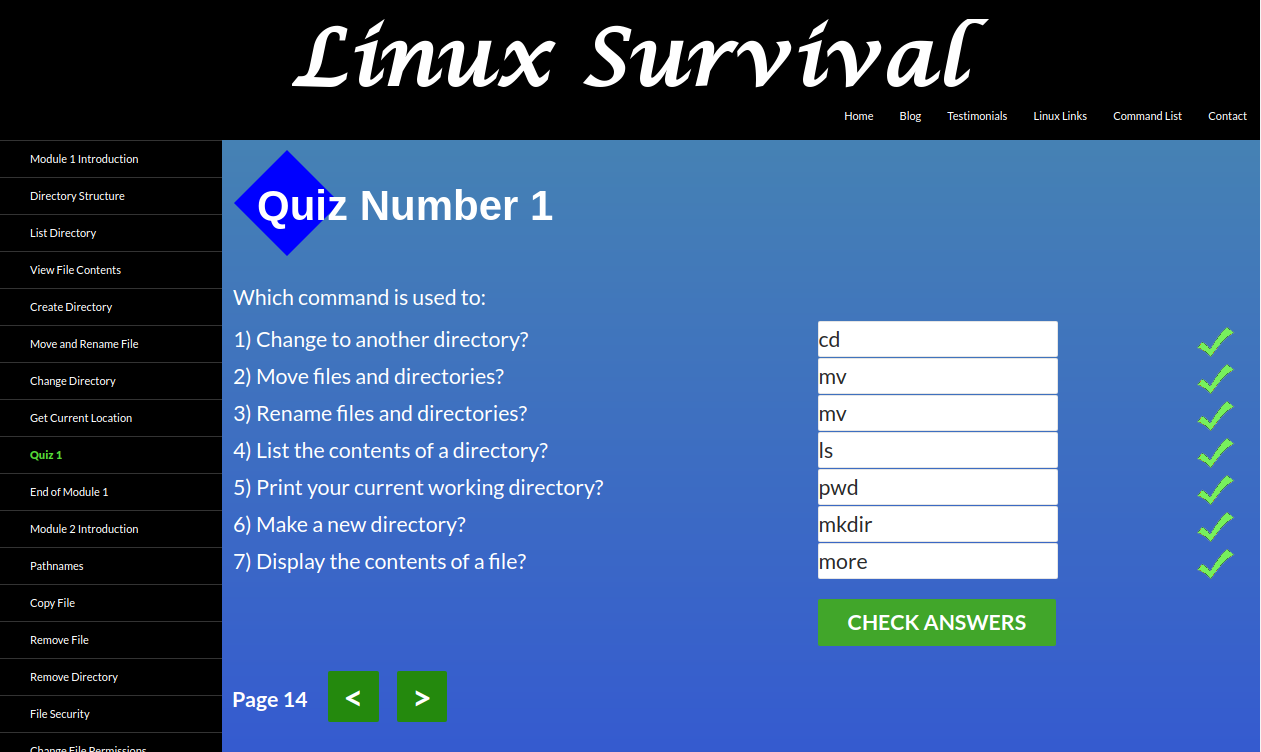 Linux Survival
Home Blog Testimonials Linux Links Command List Contact
Module 1 Introduction
Directory Structure
List Directory
View File Contents
Create Directory
Move and Rename File
Change Directory
Get Current Location
Quiz 1
End of Module 1
Module 2 Introduction
Pathnames
Copy File
Remove File
Remove Directory
File Security
Change File Permissions
Quiz Number 1
Which command is used to:
1) Change to another directory? cd
2) Move files and directories? mv
3) Rename files and directories? mv
4) List the contents of a directory? ls
5) Print your current working directory? pwd
6) Make a new directory? mkdir
7) Display the contents of a file? more
CHECK ANSWERS
Page 14 < >